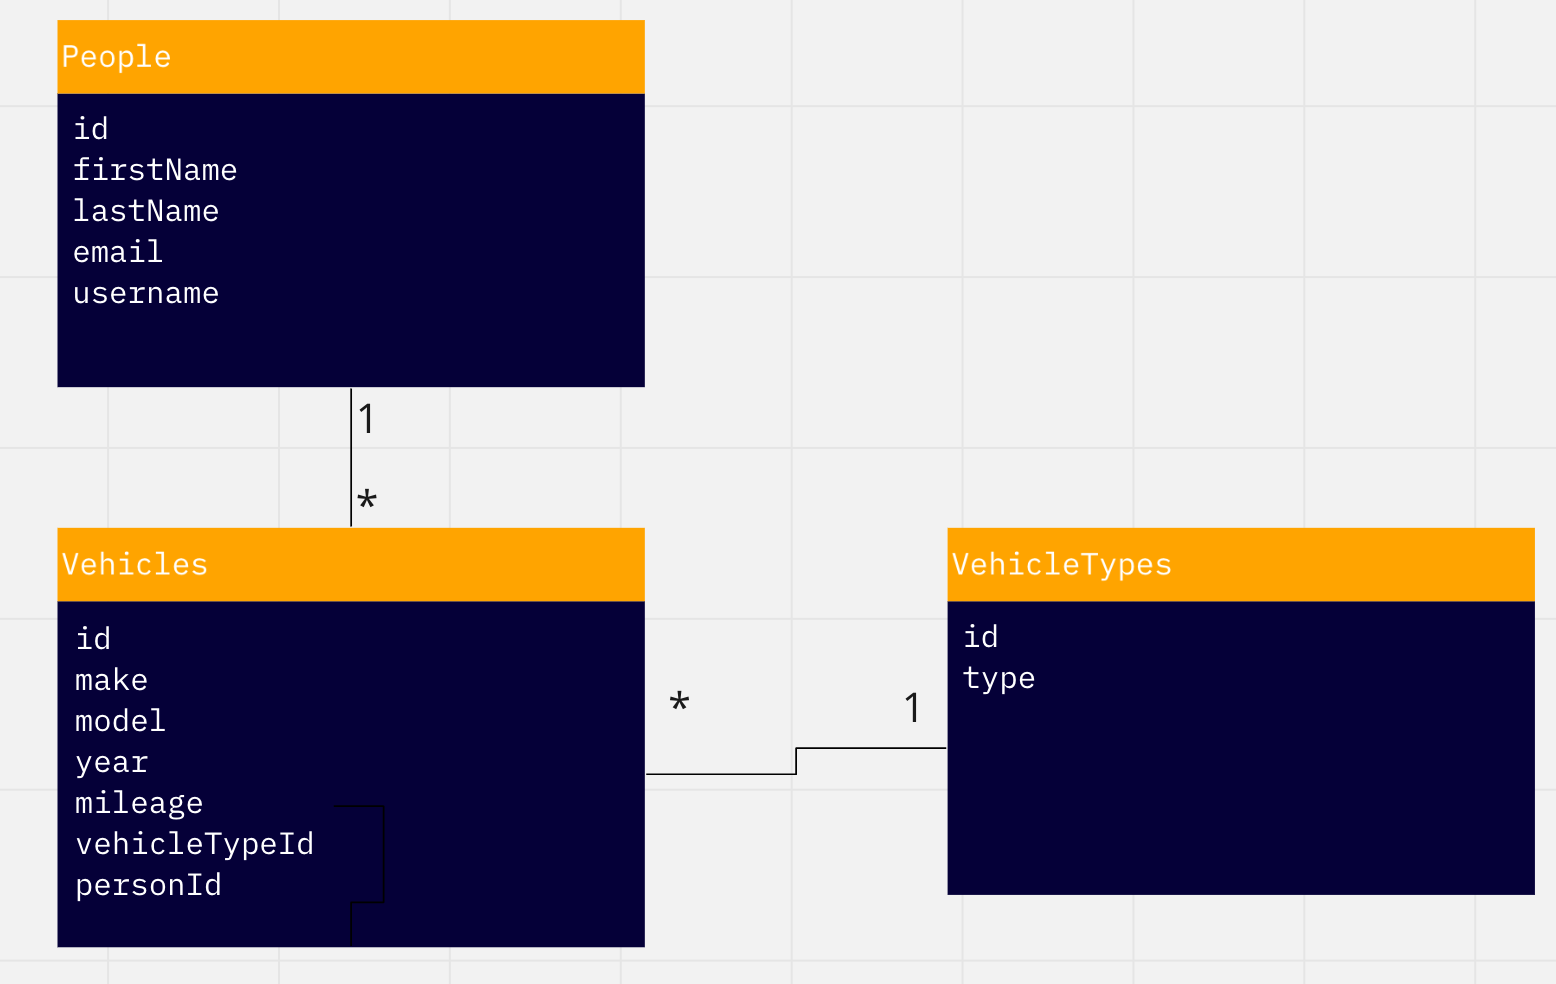 People
id
firstName
lastName
email
username
1
*
Vehicles
id
make
model
year
mileage
vehicleTypeId
personId
*
1
VehicleTypes
id
type